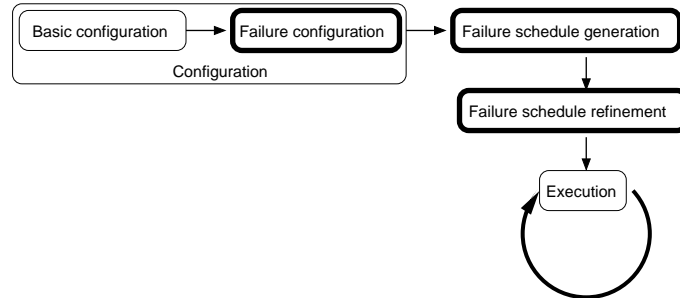 Basic configuration
Failure configuration
Configuration
Failure schedule generation
Failure schedule refinement
Execution